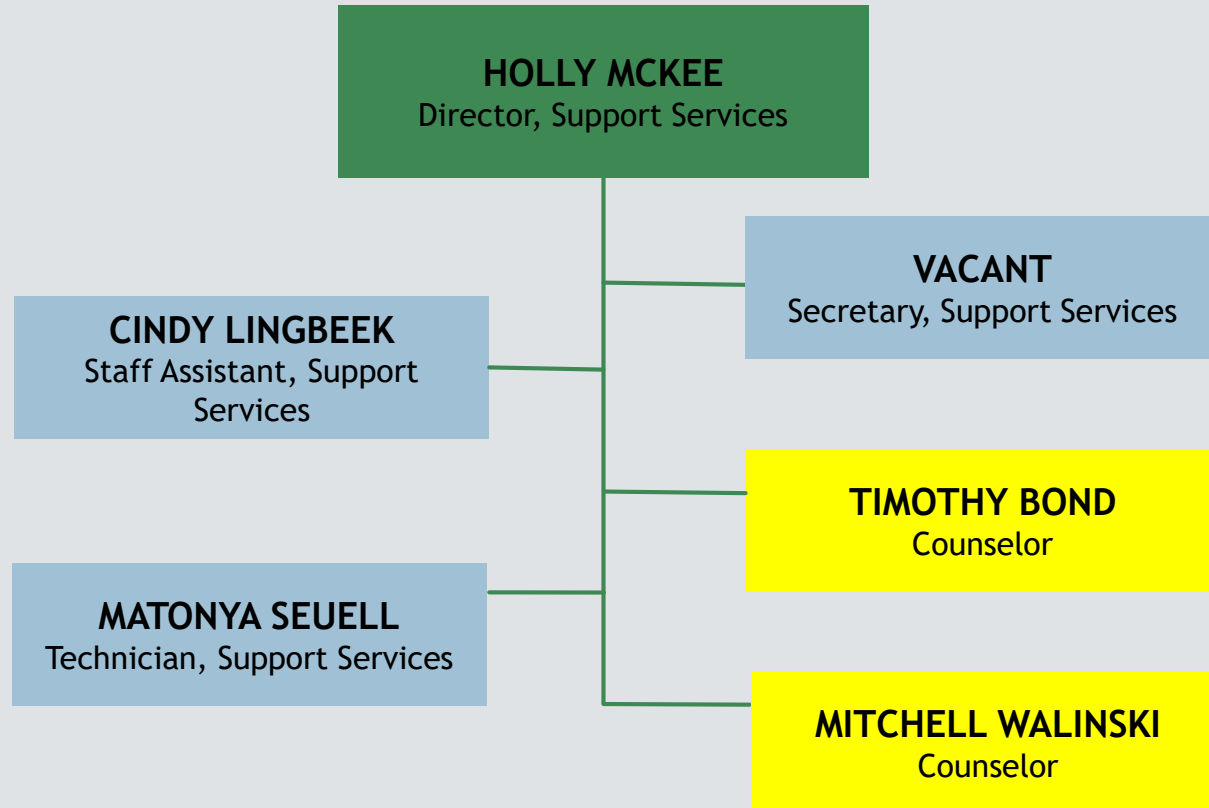 HOLLY MCKEE
Director, Support Services
VACANT
Secretary, Support Services
CINDY LINGBEEK
Staff Assistant, Support
Services
TIMOTHY BOND
Counselor
MATONYA SEUELL
Technician, Support Services
MITCHELL WALINSKI
Counselor